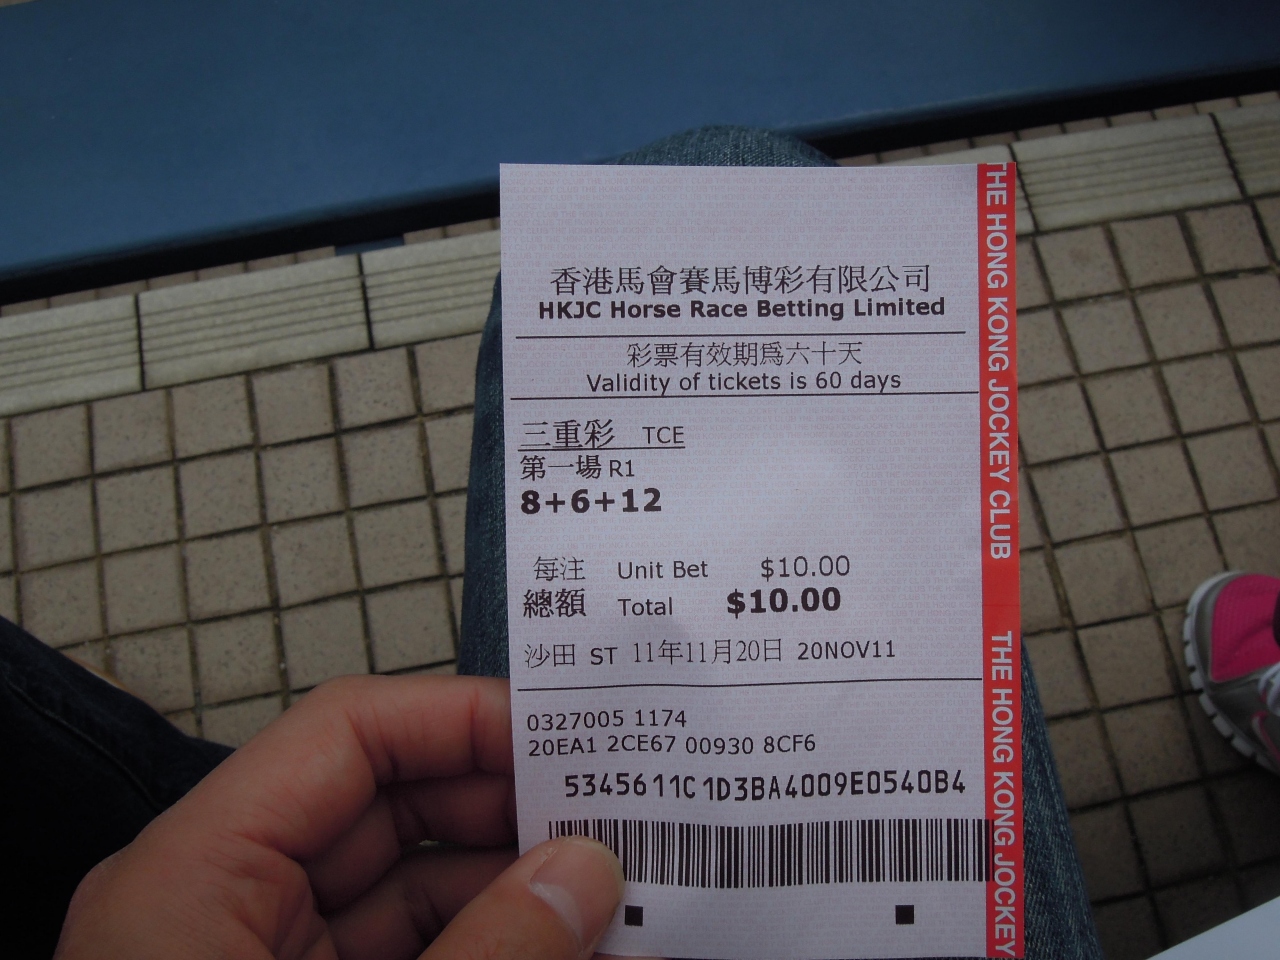 香港馬會賽馬博彩有限公司
HKJC Horse Race Betting Limited
彩票有效期爲六十天
Validity of tickets is 60 days
三重彩 TCE
第一場 R1
8+6+12
每注 Unit Bet $10.00
總額 Total $10.00
沙田 ST 11年11月20日 20NOV11
0327005 1174
20EA1 2CE67 00930 8CF6
5345611C1D3BA4009E0540B4
THE HONG KONG JOCKEY CLUB
THE HONG KONG JOCKEY